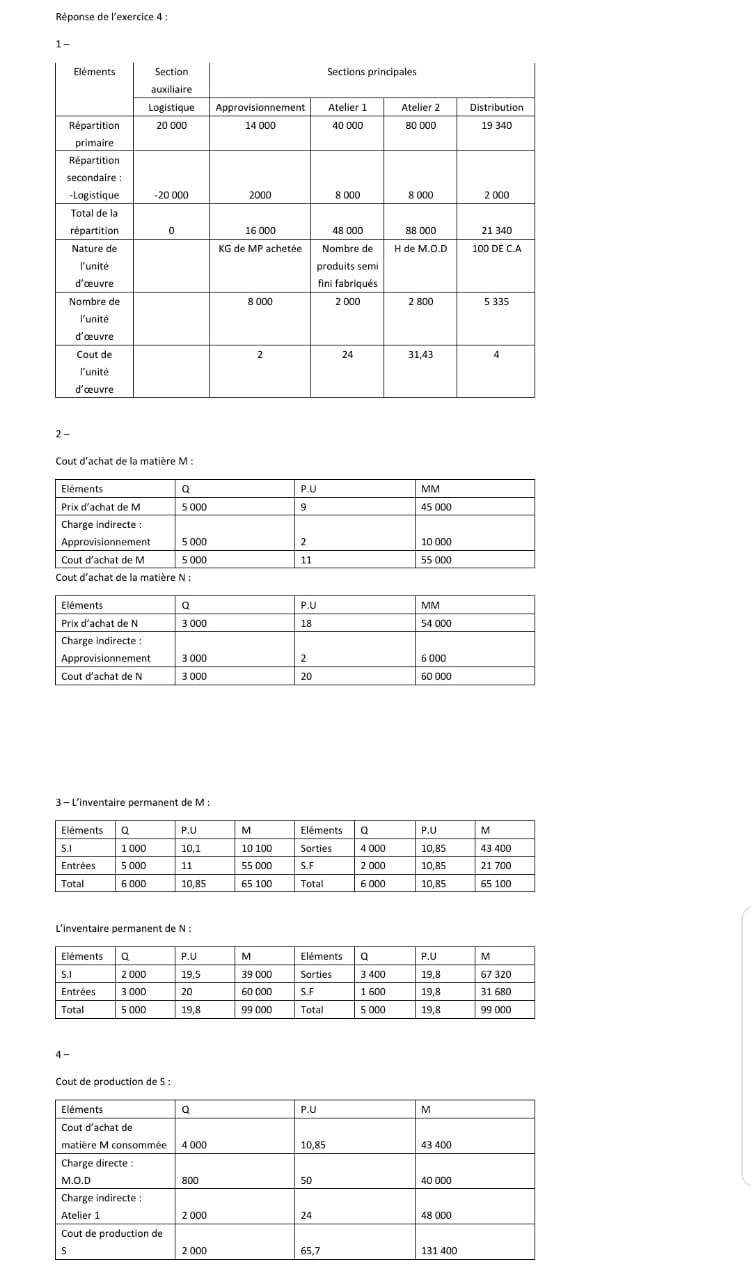 Réponse de l'exercice 4 :
1 –
Eléments Section Sections principales
auxiliaire
Logistique Approvisionnement Atelier 1 Atelier 2 Distribution
Répartition 20 000 14 000 40 000 80 000 19 340
primaire
Répartition
secondaire :
-Logistique -20 000 2000 8 000 8 000 2 000
Total de la
répartition 0 16 000 48 000 88 000 21 340
Nature de KG de MP achetée Nombre de H de M.O.D 100 DE C.A
l'unité produits semi
d'œuvre fini fabriqués
Nombre de 8 000 2 000 2 800 5 335
l'unité
d'œuvre
Cout de 2 24 31,43 4
l'unité
d'œuvre
2 –
Cout d'achat de la matière M :
Eléments Q P.U MM
Prix d'achat de M 5 000 9 45 000
Charge indirecte :
Approvisionnement 5 000 2 10 000
Cout d'achat de M 5 000 11 55 000
Cout d'achat de la matière N :
Eléments Q P.U MM
Prix d'achat de N 3 000 18 54 000
Charge indirecte :
Approvisionnement 3 000 2 6 000
Cout d'achat de N 3 000 20 60 000
3 – L'inventaire permanent de M :
Eléments Q P.U M Eléments Q P.U M
S.I 1 000 10,1 10 100 Sorties 4 000 10,85 43 400
Entrées 5 000 11 55 000 S.F 2 000 10,85 21 700
Total 6 000 10,85 65 100 Total 6 000 10,85 65 100
L'inventaire permanent de N :
Eléments Q P.U M Eléments Q P.U M
S.I 2 000 19,5 39 000 Sorties 3 400 19,8 67 320
Entrées 3 000 20 60 000 S.F 1 600 19,8 31 680
Total 5 000 19,8 99 000 Total 5 000 19,8 99 000
4 –
Cout de production de S :
Eléments Q P.U M
Cout d'achat de
matière M consommée 4 000 10,85 43 400
Charge directe :
M.O.D 800 50 40 000
Charge indirecte :
Atelier 1 2 000 24 48 000
Cout de production de
S 2 000 65,7 131 400